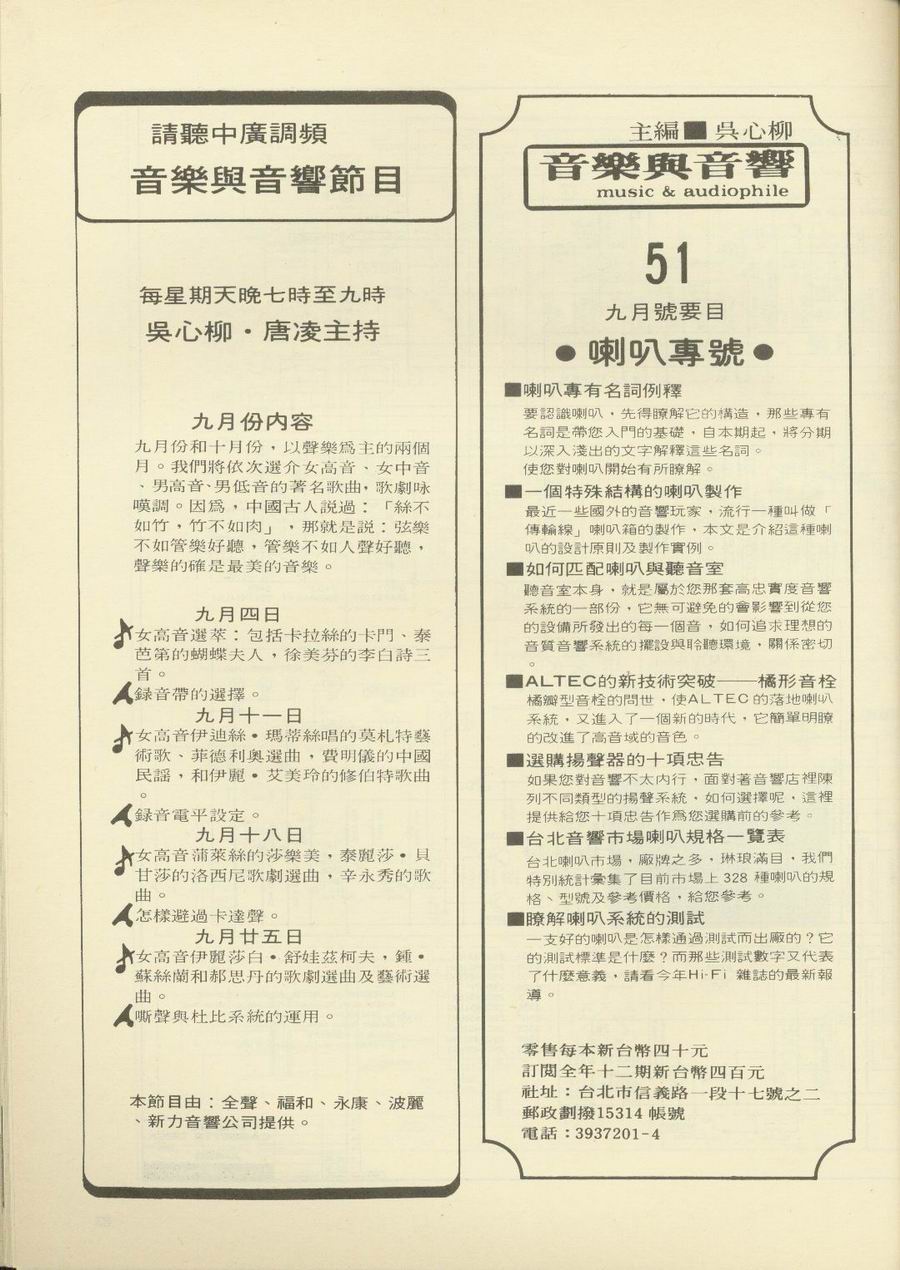 請聽中廣調頻
音樂與音響節目
每星期天晚七時至九時
吳心柳・唐凌主持
九月份内容
九月份和十月份，以聲樂爲主的兩個
月。我們將依次選介女高音、女中音
、男高音、男低音的著名歌曲，歌劇咏
嘆調。因爲，中國古人説過：「絲不
如竹，竹不如肉」，那就是説：弦樂
不如管樂好聽，管樂不如人聲好聽，
聲樂的確是最美的音樂。
九月四日
女高音選萃：包括卡拉絲的卡門、泰
芭第的蝴蝶夫人，徐美芬的李白詩三
首。
録音帶的選擇。
九月十一日
女高音伊迪絲・瑪蒂絲唱的莫札特藝
術歌、菲德利奧選曲，費明儀的中國
民謡，和伊麗・艾美玲的修伯特歌曲
。
録音電平設定。
九月十八日
女高音蒲萊絲的莎樂美，泰麗莎・貝
甘莎的洛西尼歌劇選曲，辛永秀的歌
曲。
怎樣避過卡達聲。
九月廿五日
女高音伊麗莎白・舒娃茲柯夫，鍾・
蘇絲蘭和郝思丹的歌劇選曲及藝術選
曲。
嘶聲與杜比系統的運用。
本節目由：全聲、福和、永康、波麗
、新力音響公司提供。
主編■吳心柳
音樂與音響
music & audiophile
51
九月號要目
●喇叭專號●
■喇叭專有名詞例釋
要認識喇叭，先得瞭解它的構造，那些專有
名詞是帶您入門的基礎，自本期起，將分期
以深入淺出的文字解釋這些名詞。
使您對喇叭開始有所瞭解。
■一個特殊結構的喇叭製作
最近一些國外的音響玩家，流行一種叫做「
傳輸線」喇叭箱的製作，本文是介紹這種喇
叭的設計原則及製作實例。
■如何匹配喇叭與聽音室
聽音室本身，就是屬於您那套高忠實度音響
系統的一部份，它無可避免的會影響到從您
的設備所發出的每一個音，如何追求理想的
音質音響系統的擺設與聆聽環境，關係密切
。
■ALTEC的新技術突破——橘形音栓
橘瓣型音栓的問世，使ALTEC 的落地喇叭
系統，又進入了一個新的時代，它簡單明瞭
的改進了高音域的音色。
■選購揚聲器的十項忠告
如果您對音響不太内行，面對著音響店裡陳
列不同類型的揚聲系統，如何選擇呢，這裡
提供給您十項忠告作爲您選購前的參考。
■台北音響市場喇叭規格一覽表
台北喇叭市場，廠牌之多，琳琅滿目，我們
特別統計彙集了目前市場上 328 種喇叭的規
格、型號及參考價格，給您參考。
■瞭解喇叭系統的測試
一支好的喇叭是怎樣通過測試而出廠的？它
的測試標準是什麼？而那些測試數字又代表
了什麼意義，請看今年Hi-Fi 雜誌的最新報
導。
零售每本新台幣四十元
訂閲全年十二期新台幣四百元
社址：台北市信義路一段十七號之二
郵政劃撥15314 帳號
電話：3937201-4